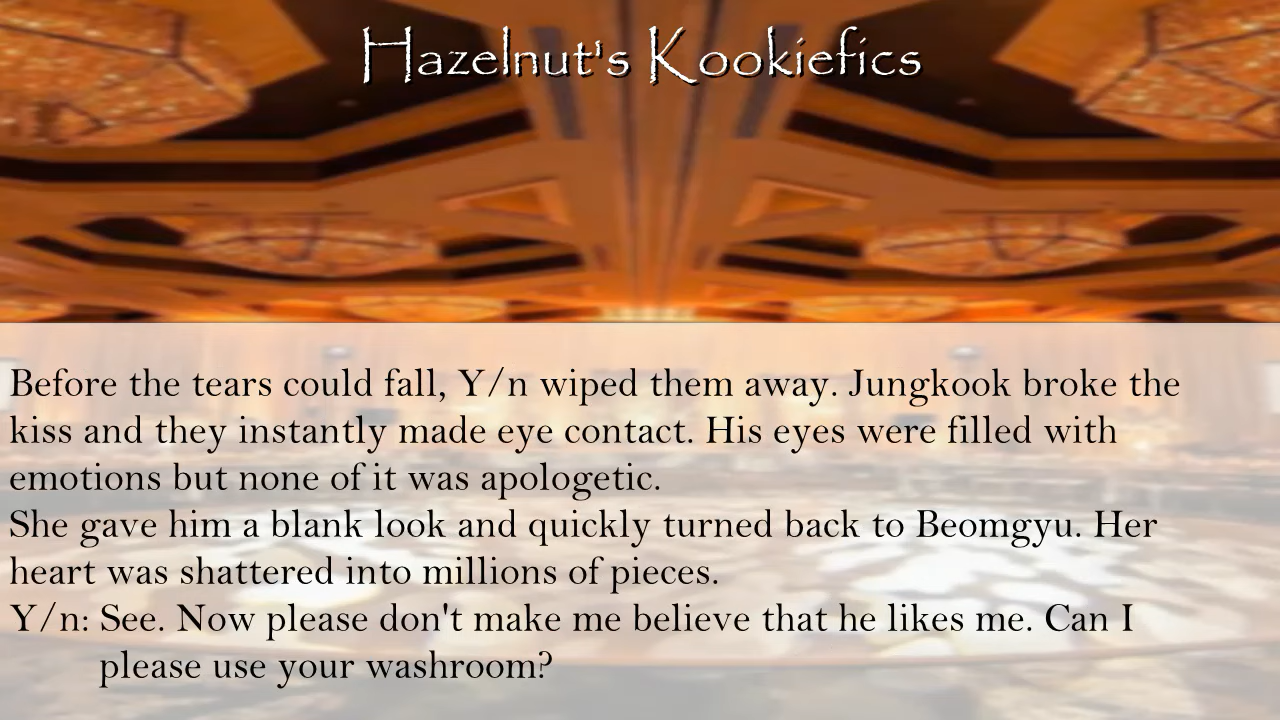 Hazelnut's Kookiefics
Before the tears could fall, Y/n wiped them away. Jungkook broke the
kiss and they instantly made eye contact. His eyes were filled with
emotions but none of it was apologetic.
She gave him a blank look and quickly turned back to Beomgyu. Her
heart was shattered into millions of pieces.
Y/n: See. Now please don't make me believe that he likes me. Can I
please use your washroom?